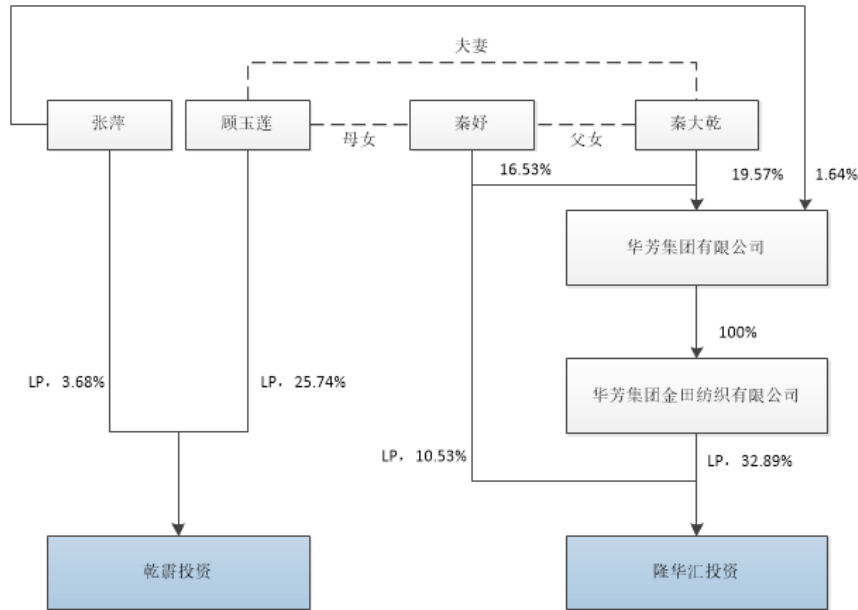 夫妻
张萍
顾玉莲
母女
秦妤
父女
秦大乾
16.53%
19.57%
1.64%
华芳集团有限公司
100%
华芳集团金田纺织有限公司
LP，3.68%
LP，25.74%
LP，10.53%
LP，32.89%
乾霨投资
隆华汇投资